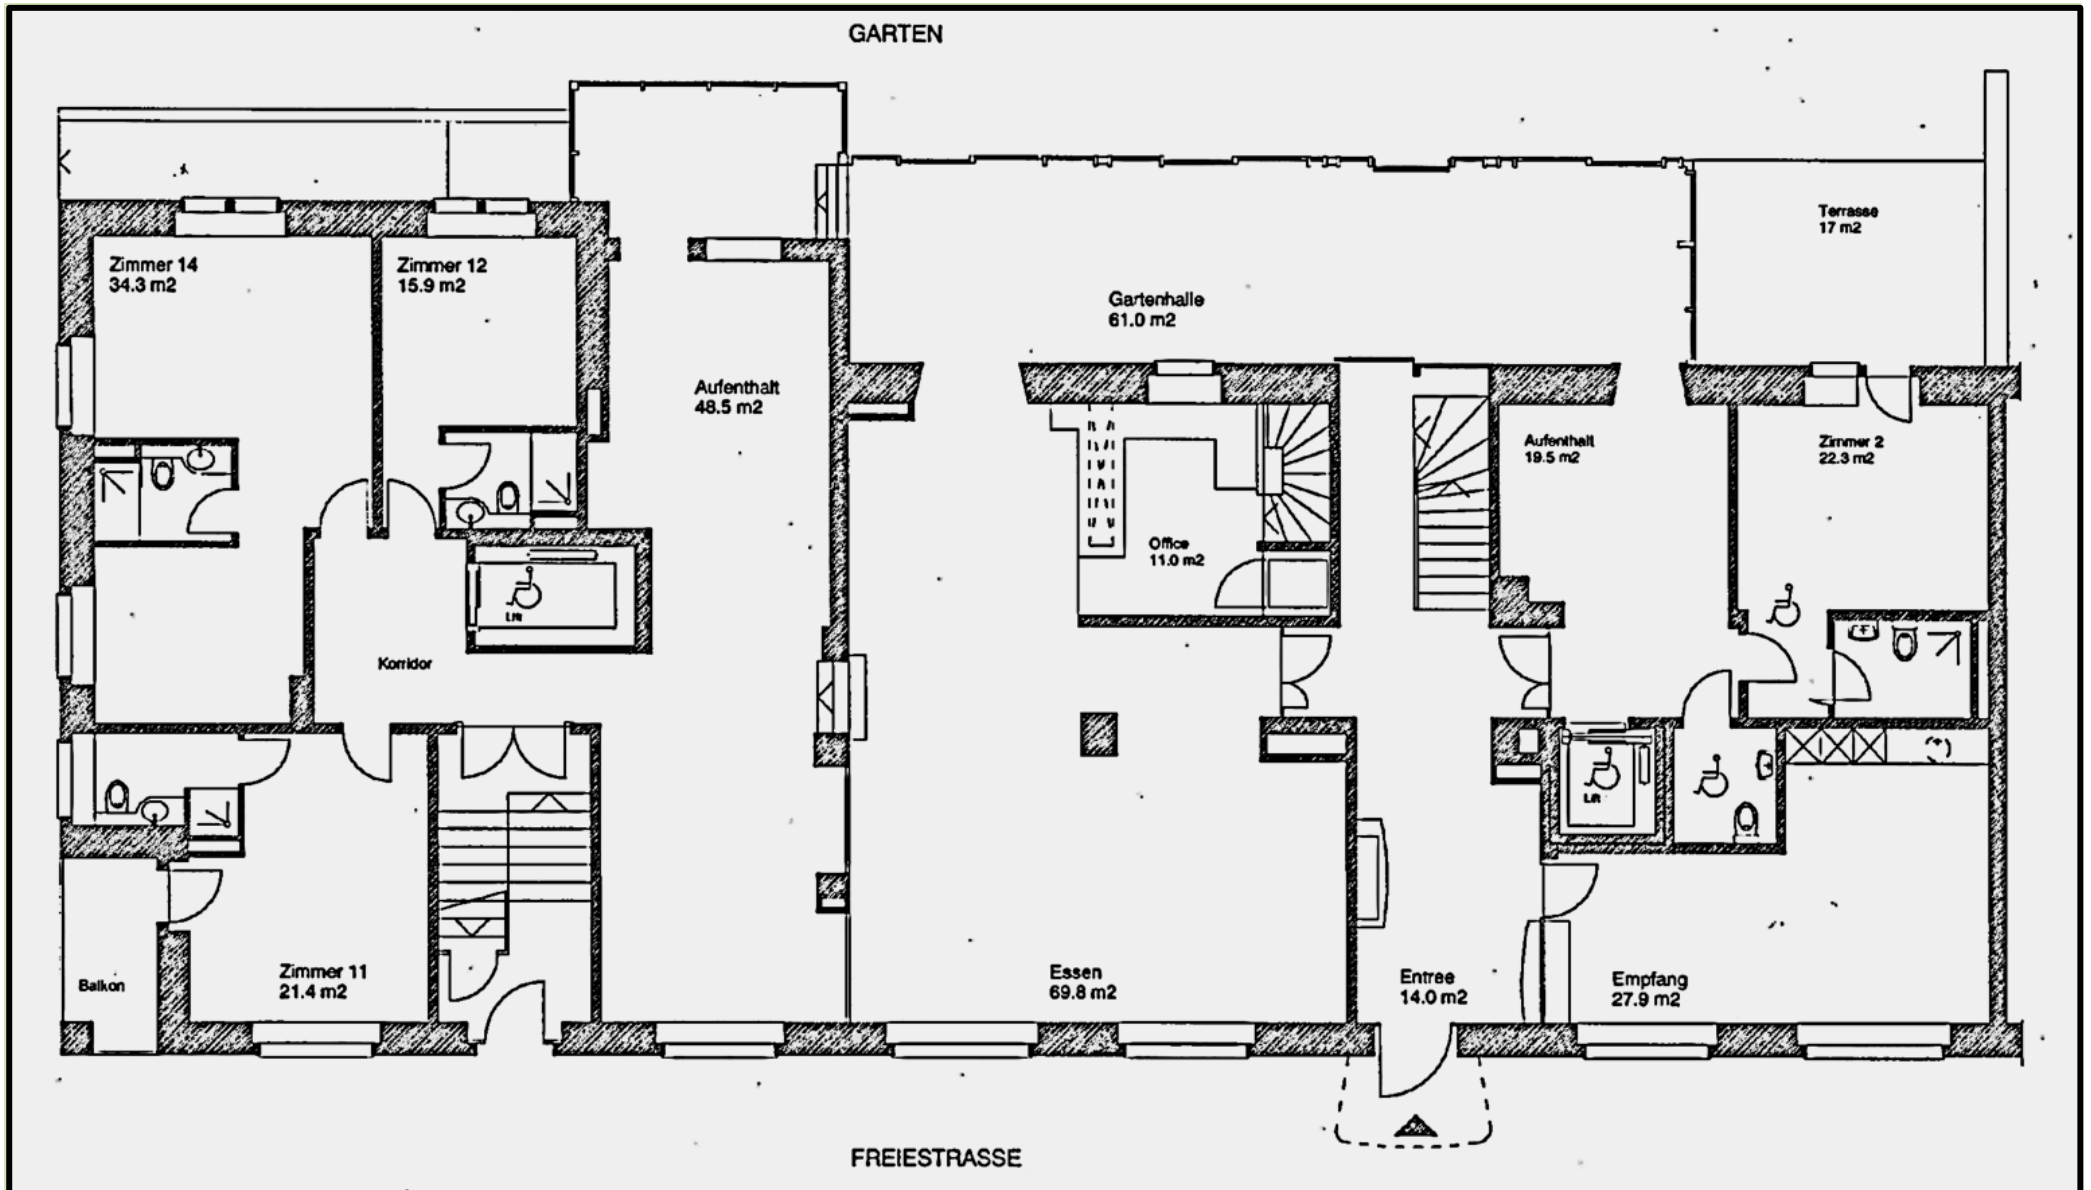 GARTEN
Terrasse
17 m2
Zimmer 14
34.3 m2
Zimmer 12
15.9 m2
Gartenhalle
61.0 m2
Aufenthalt
48.5 m2
Aufenthalt
19.5 m2
Zimmer 2
22.3 m2
Office
11.0 m2
Lift
Korridor
Lift
Balkon
Zimmer 11
21.4 m2
Essen
69.8 m2
Entree
14.0 m2
Empfang
27.9 m2
FREIESTRASSE